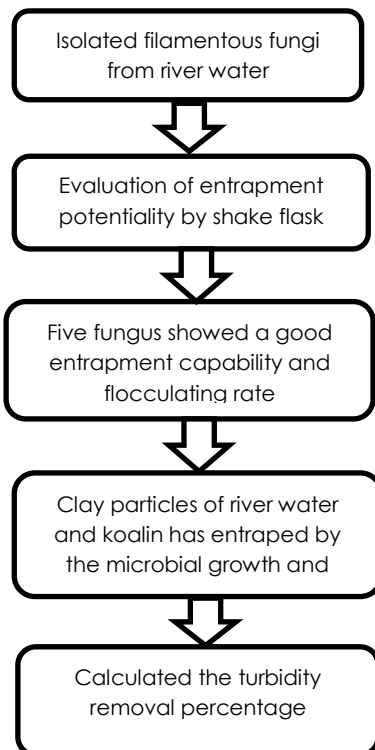 Isolated filamentous fungi
from river water
Evaluation of entrapment
potentiality by shake flask
Five fungus showed a good
entrapment capability and
flocculating rate
Clay particles of river water
and koalin has entraped by
the microbial growth and
Calculated the turbidity
removal percentage